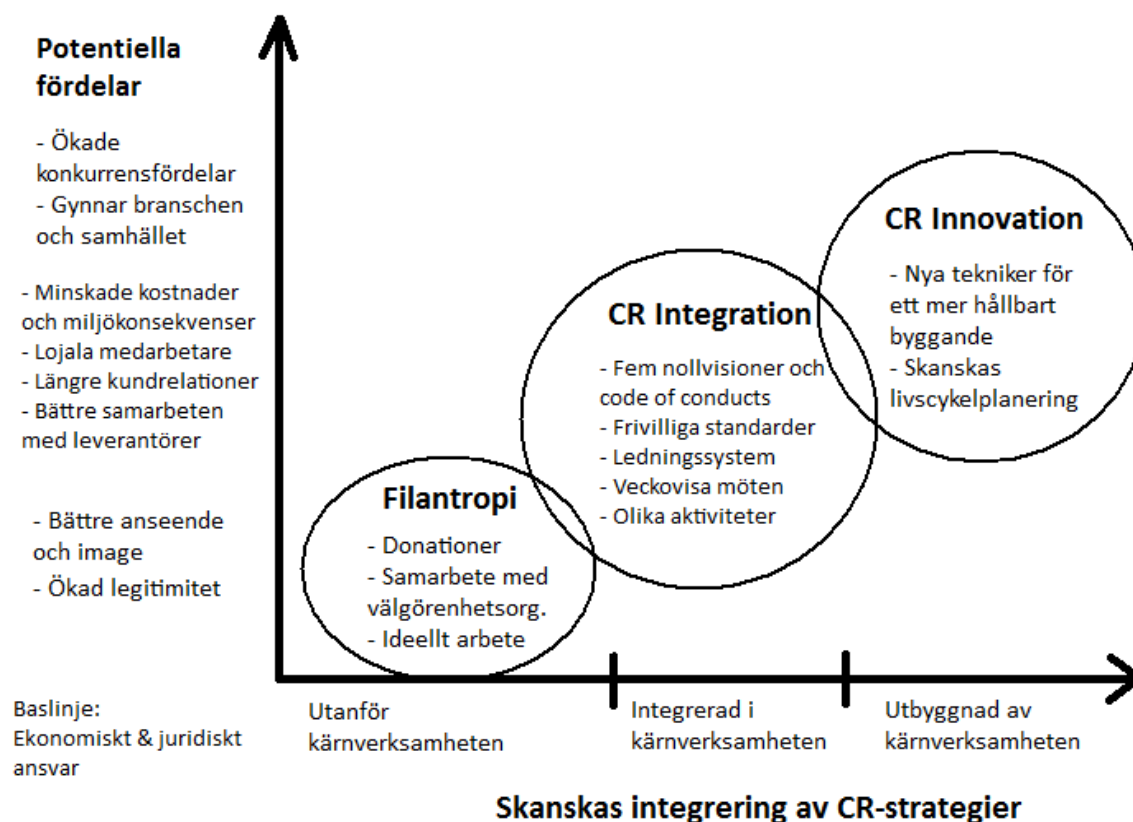 Potentiella
fördelar
- Ökade
konkurrensfördelar
- Gynnar branschen
och samhället
- Minskade kostnader
och miljökonsekvenser
- Lojala medarbetare
- Längre kundrelationer
- Bättre samarbeten
med leverantörer
- Bättre anseende
och image
- Ökad legitimitet
Filantropi
- Donationer
- Samarbete med
välgörenhetsorg.
- Ideellt arbete
CR Integration
- Fem nollvisioner och
code of conducts
- Frivilliga standarder
- Ledningssystem
- Veckovisa möten
- Olika aktiviteter
CR Innovation
- Nya tekniker för
ett mer hållbart
byggande
- Skanskas
livscykelplanering
Baslinje:
Ekonomiskt & juridiskt
ansvar
Utanför
kärnverksamheten
Integrerad i
kärnverksamheten
Utbyggnad av
kärnverksamheten
Skanskas integrering av CR-strategier